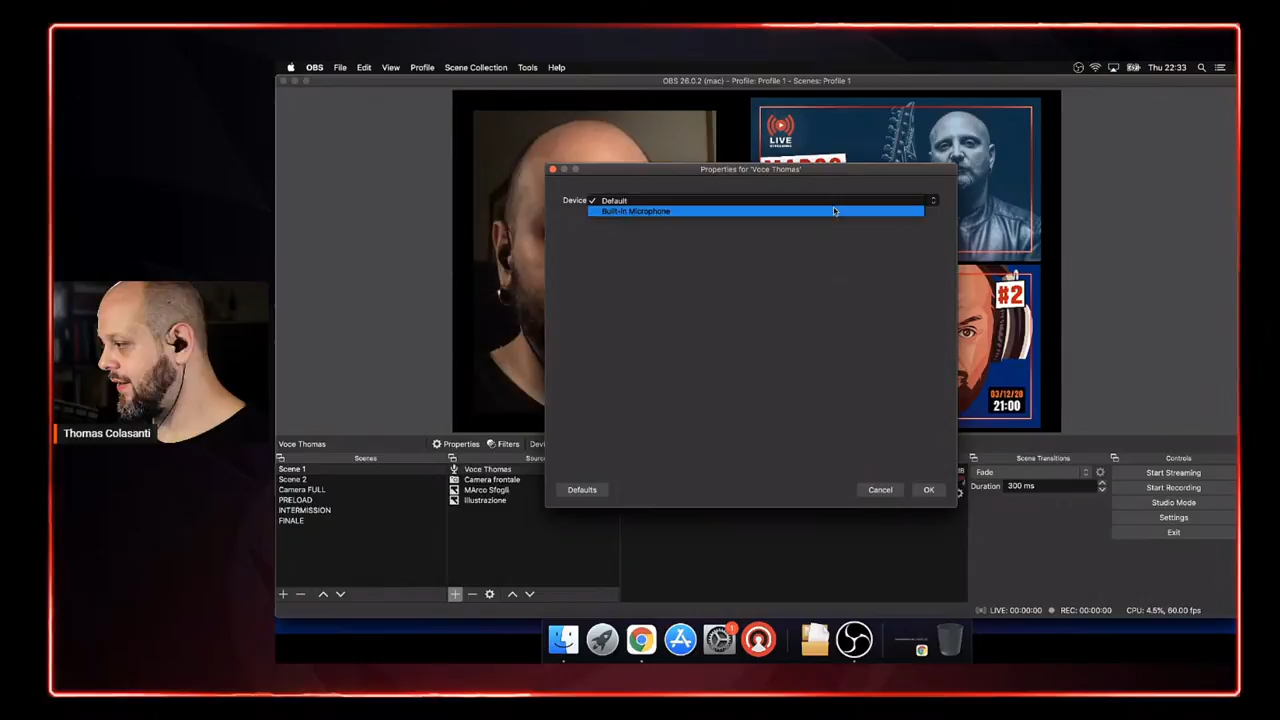 OBS File Edit View Profile Scene Collection Tools Help
Thu 22:33
OBS 26.0.2 (mac) - Profile: Profile 1 - Scenes: Profile 1
LIVE
STREAMING
Properties for 'Voce Thomas'
Device ✓ Default
Built-in Microphone
#2
03/12/20
21:00
Defaults
Cancel
OK
Thomas Colasanti
Voce Thomas
Properties
Filters
Scenes
Scene 1
Scene 2
Camera FULL
PRELOAD
INTERMISSION
FINALE
Voce Thomas
Camera frontale
MArco Sfogli
Illustrazione
Scene Transitions
Fade
Duration 300 ms
Controls
Start Streaming
Start Recording
Studio Mode
Settings
Exit
LIVE: 00:00:00
REC: 00:00:00
CPU: 4.5%, 60.00 fps
1